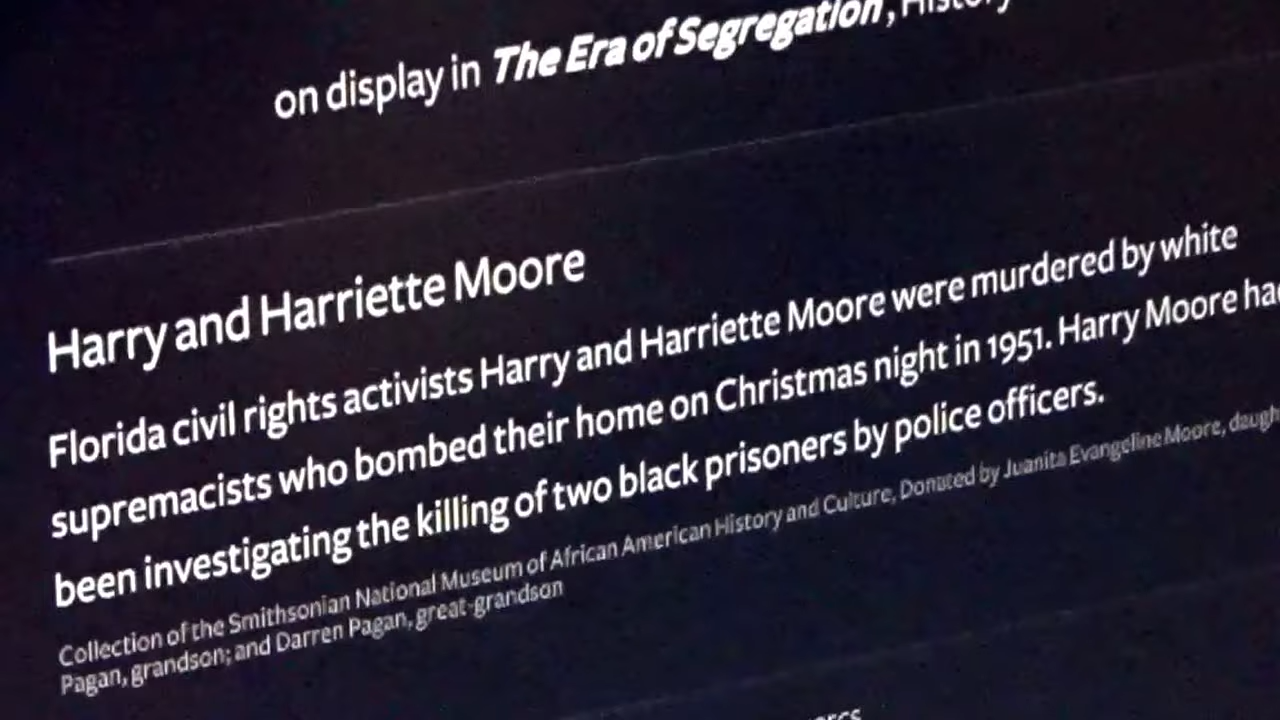 on display in The Era of Segregation, History
Harry and Harriette Moore
Florida civil rights activists Harry and Harriette Moore were murdered by white
supremacists who bombed their home on Christmas night in 1951. Harry Moore had
been investigating the killing of two black prisoners by police officers.
Collection of the Smithsonian National Museum of African American History and Culture, Donated by Juanita Evangeline Moore, daugh
Pagan, grandson; and Darren Pagan, great-grandson